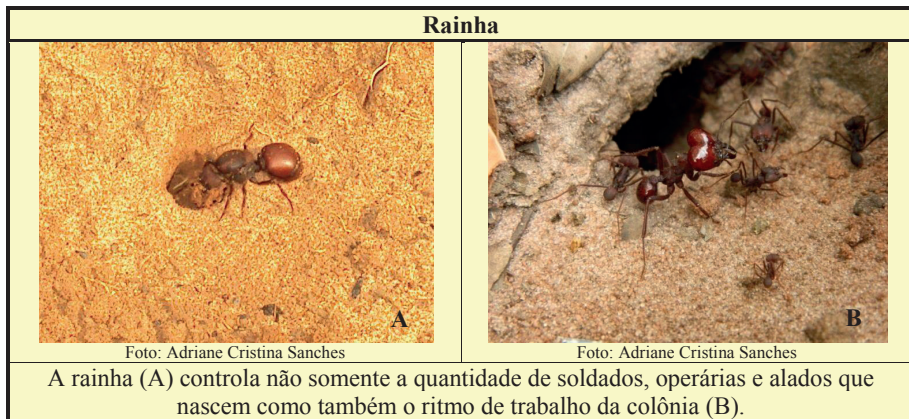 Rainha
A
B
Foto: Adriane Cristina Sanches
Foto: Adriane Cristina Sanches
A rainha (A) controla não somente a quantidade de soldados, operárias e alados que
nascem como também o ritmo de trabalho da colônia (B).